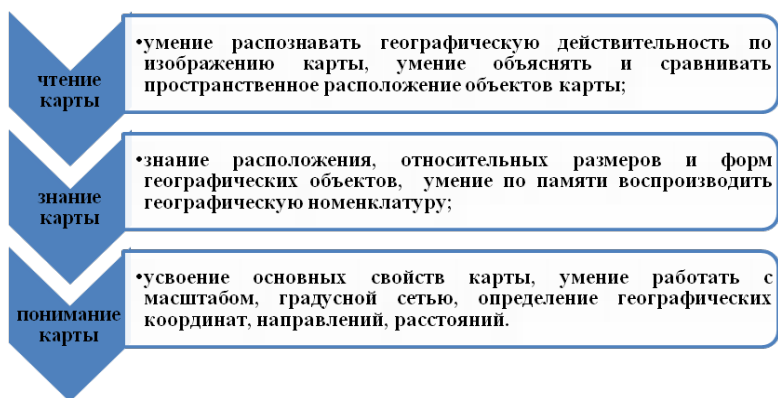 чтение
карты
•умение распознавать географическую действительность по
изображению карты, умение объяснять и сравнивать
пространственное расположение объектов карты;
знание
карты
•знание расположения, относительных размеров и форм
географических объектов, умение по памяти воспроизводить
географическую номенклатуру;
понимание
карты
•усвоение основных свойств карты, умение работать с
масштабом, градусной сетью, определение географических
координат, направлений, расстояний.